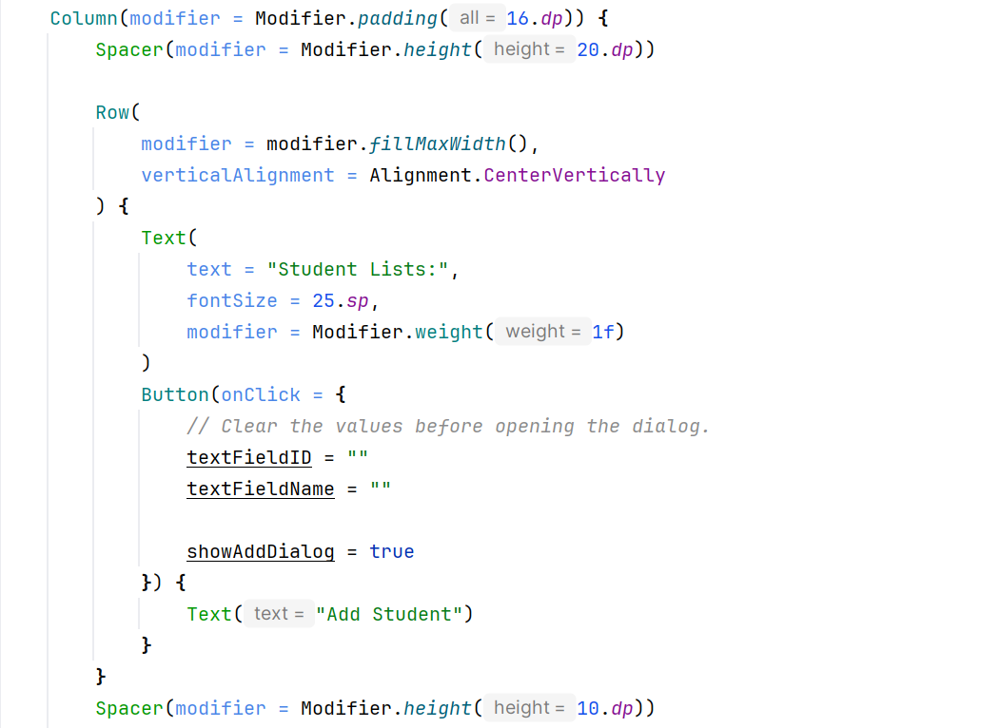 Column(modifier = Modifier.padding( all = 16.dp)) {
    Spacer(modifier = Modifier.height( height = 20.dp))

    Row(
        modifier = modifier.fillMaxWidth(),
        verticalAlignment = Alignment.CenterVertically
    ) {
        Text(
            text = "Student Lists:",
            fontSize = 25.sp,
            modifier = Modifier.weight( weight = 1f)
        )
        Button(onClick = {
            // Clear the values before opening the dialog.
            textFieldID = ""
            textFieldName = ""

            showAddDialog = true
        }) {
            Text( text = "Add Student")
        }
    }
    Spacer(modifier = Modifier.height( height = 10.dp))